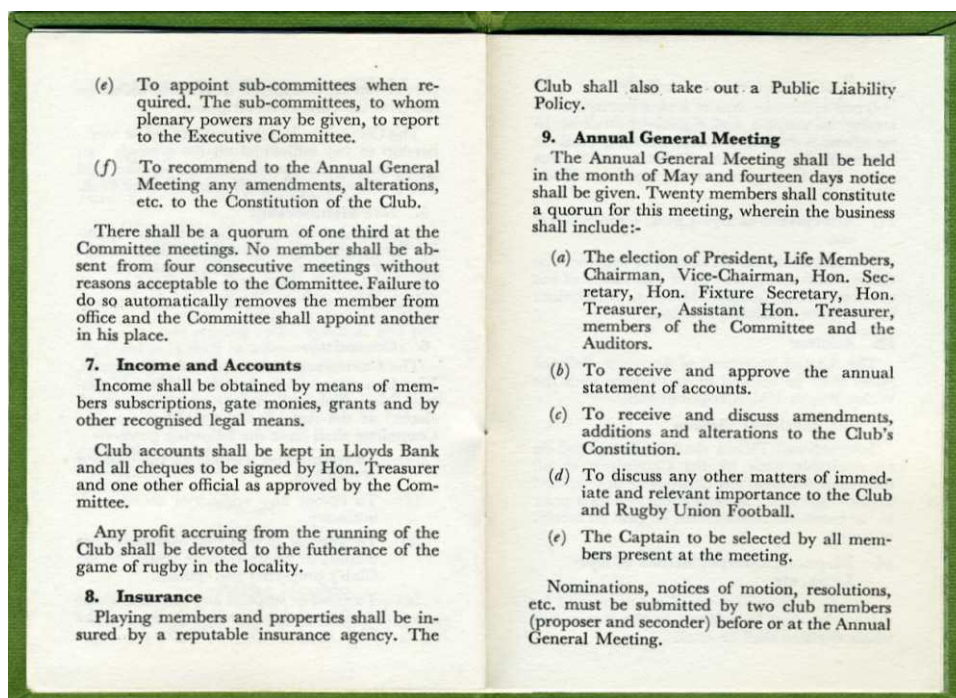 (e) To appoint sub-committees when re-
quired. The sub-committees, to whom
plenary powers may be given, to report
to the Executive Committee.
(f) To recommend to the Annual General
Meeting any amendments, alterations,
etc. to the Constitution of the Club.
There shall be a quorum of one third at the
Committee meetings. No member shall be ab-
sent from four consecutive meetings without
reasons acceptable to the Committee. Failure to
do so automatically removes the member from
office and the Committee shall appoint another
in his place.
7. Income and Accounts
Income shall be obtained by means of mem-
bers subscriptions, gate monies, grants and by
other recognised legal means.
Club accounts shall be kept in Lloyds Bank
and all cheques to be signed by Hon. Treasurer
and one other official as approved by the Com-
mittee.
Any profit accruing from the running of the
Club shall be devoted to the futherance of the
game of rugby in the locality.
8. Insurance
Playing members and properties shall be in-
sured by a reputable insurance agency. The
Club shall also take out a Public Liability
Policy.
9. Annual General Meeting
The Annual General Meeting shall be held
in the month of May and fourteen days notice
shall be given. Twenty members shall constitute
a quorun for this meeting, wherein the business
shall include:-
(a) The election of President, Life Members,
Chairman, Vice-Chairman, Hon. Sec-
retary, Hon. Fixture Secretary, Hon.
Treasurer, Assistant Hon. Treasurer,
members of the Committee and the
Auditors.
(b) To receive and approve the annual
statement of accounts.
(c) To receive and discuss amendments,
additions and alterations to the Club's
Constitution.
(d) To discuss any other matters of immed-
iate and relevant importance to the Club
and Rugby Union Football.
(e) The Captain to be selected by all mem-
bers present at the meeting.
Nominations, notices of motion, resolutions,
etc. must be submitted by two club members
(proposer and seconder) before or at the Annual
General Meeting.